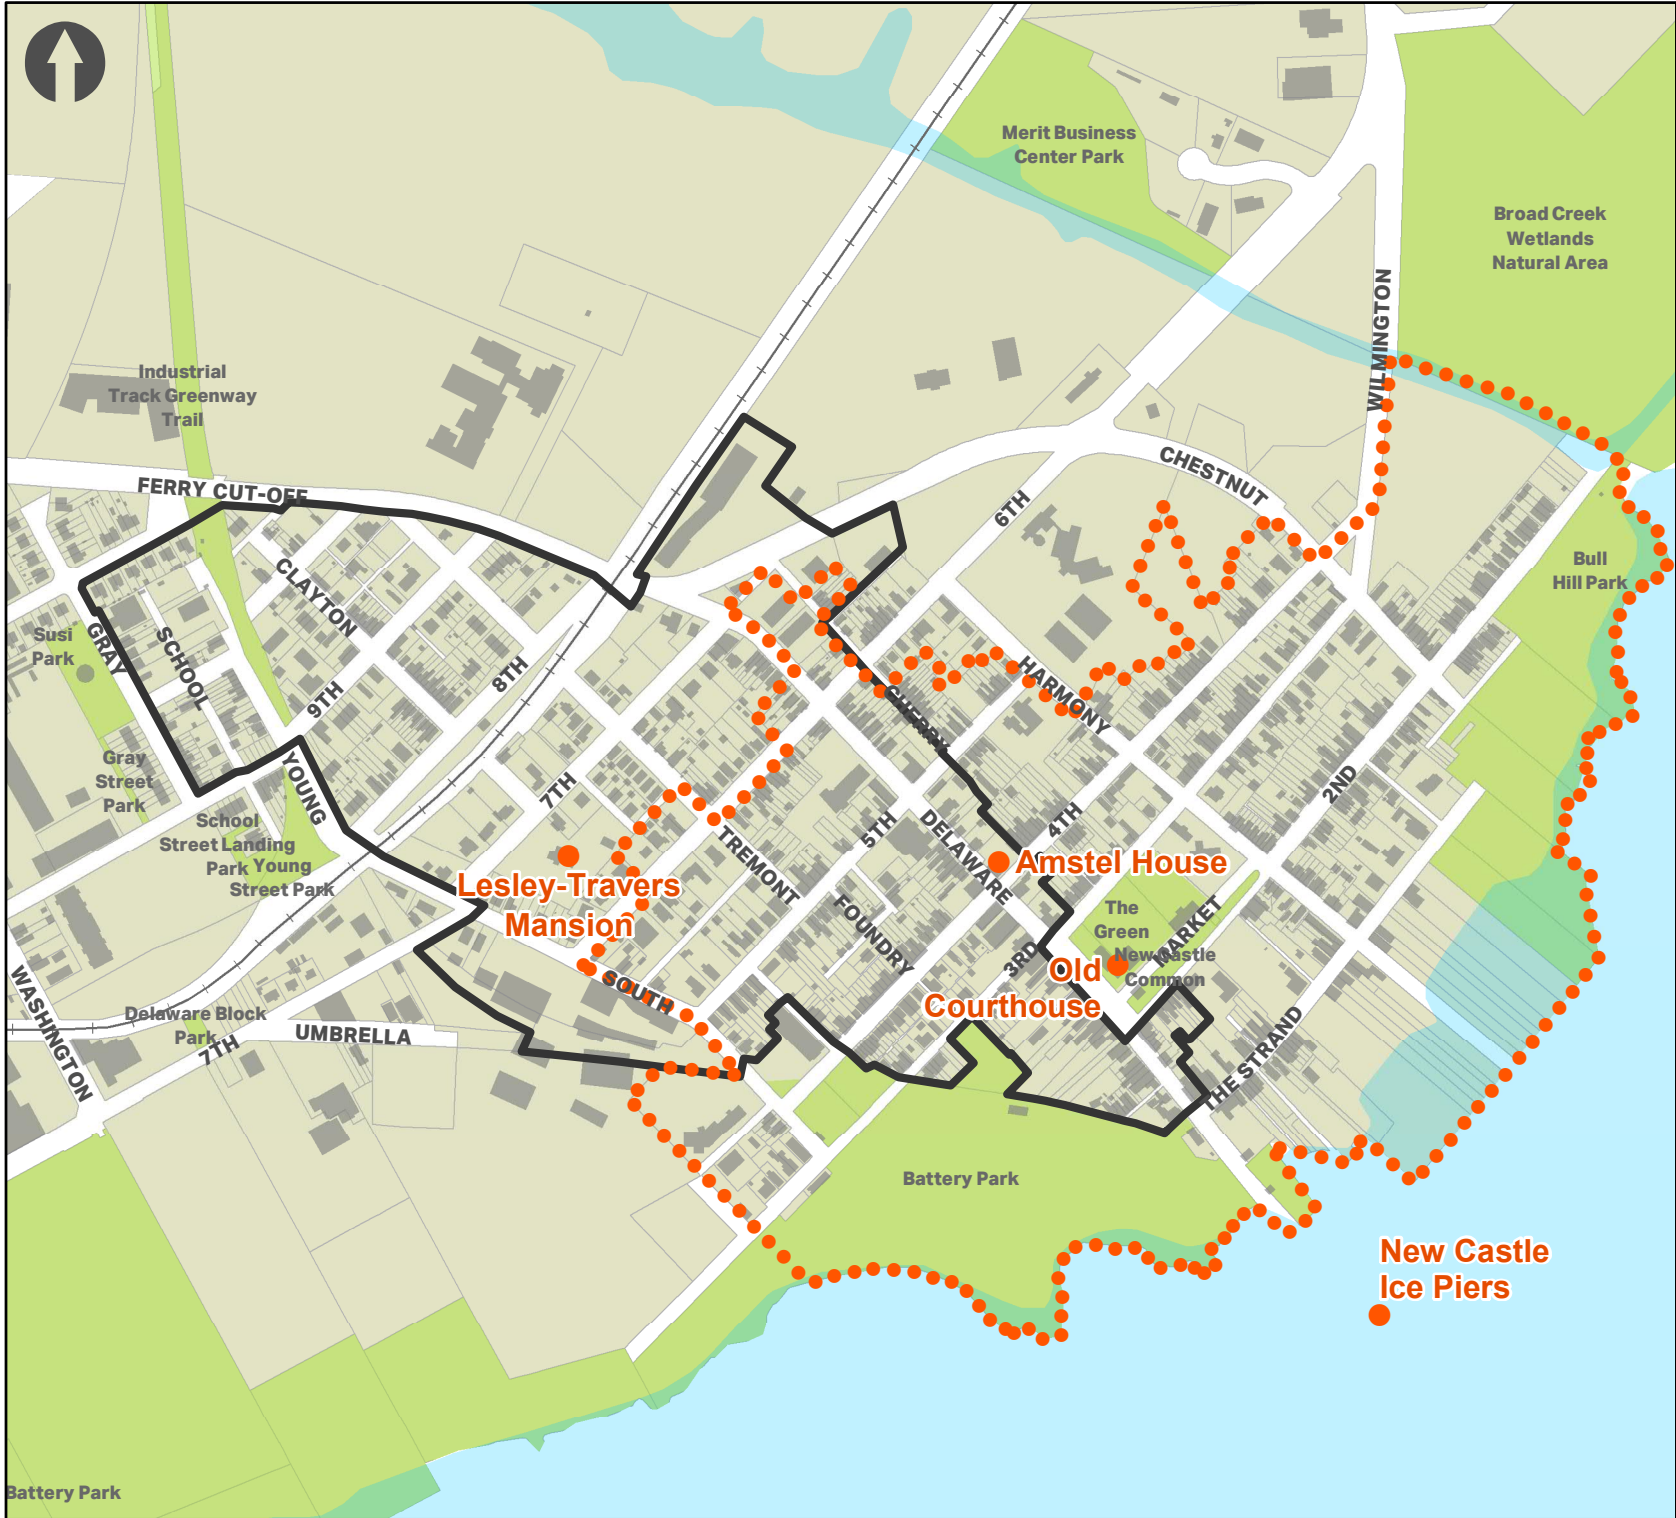 Merit Business
Center Park
Broad Creek
Wetlands
Natural Area
WILMINGTON
Industrial
Track Greenway
Trail
FERRY CUT-OFF
CHESTNUT
6TH
Bull
Hill Park
CLAYTON
Susi
Park
GRAY
SCHOOL
8TH
9TH
HARMONY
CHERRY
Gray
Street
Park
YOUNG
7TH
2ND
School
Street Landing
Park
Young
Street Park
TREMONT
5TH
DELAWARE
4TH
Amstel House
Lesley-Travers
Mansion
FOUNDRY
The
Green
MARKET
New Castle
Common
3RD
Old
Courthouse
SOUTH
WASHINGTON
Delaware Block
Park
7TH
UMBRELLA
THE STRAND
Battery Park
New Castle
Ice Piers
Battery Park